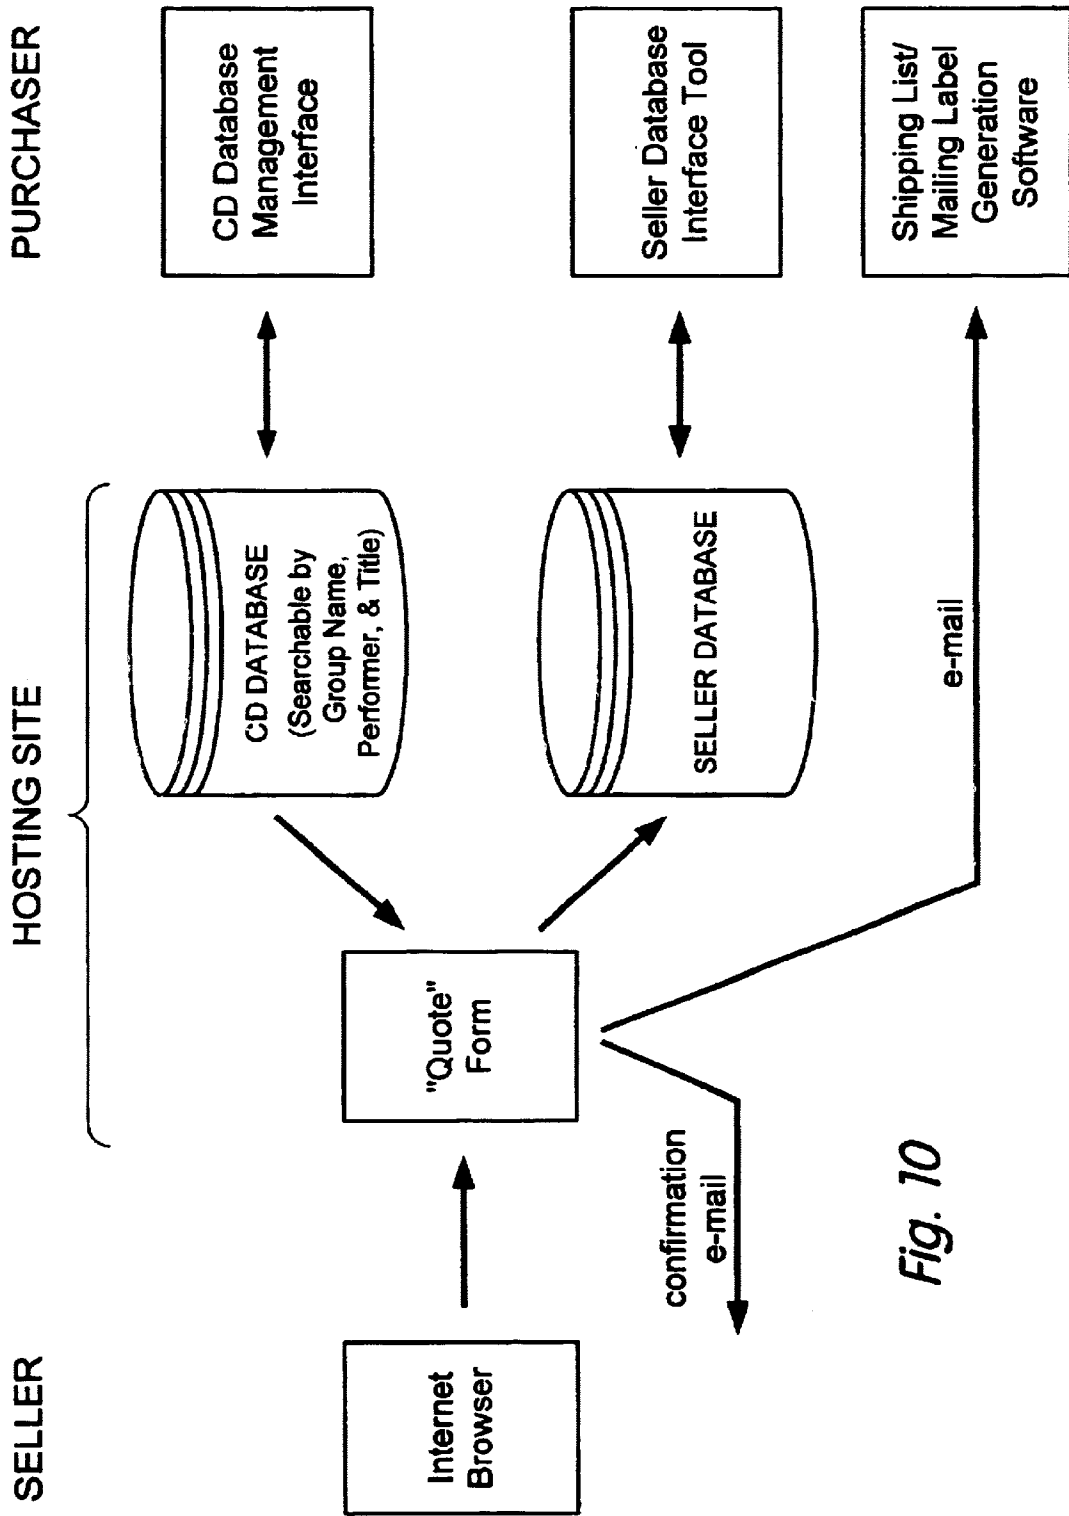 SELLER
HOSTING SITE
PURCHASER
Internet
Browser
"Quote"
Form
CD DATABASE
(Searchable by
Group Name,
Performer, & Title)
CD Database
Management
Interface
SELLER DATABASE
Seller Database
Interface Tool
confirmation
e-mail
e-mail
Shipping List/
Mailing Label
Generation
Software
Fig. 10